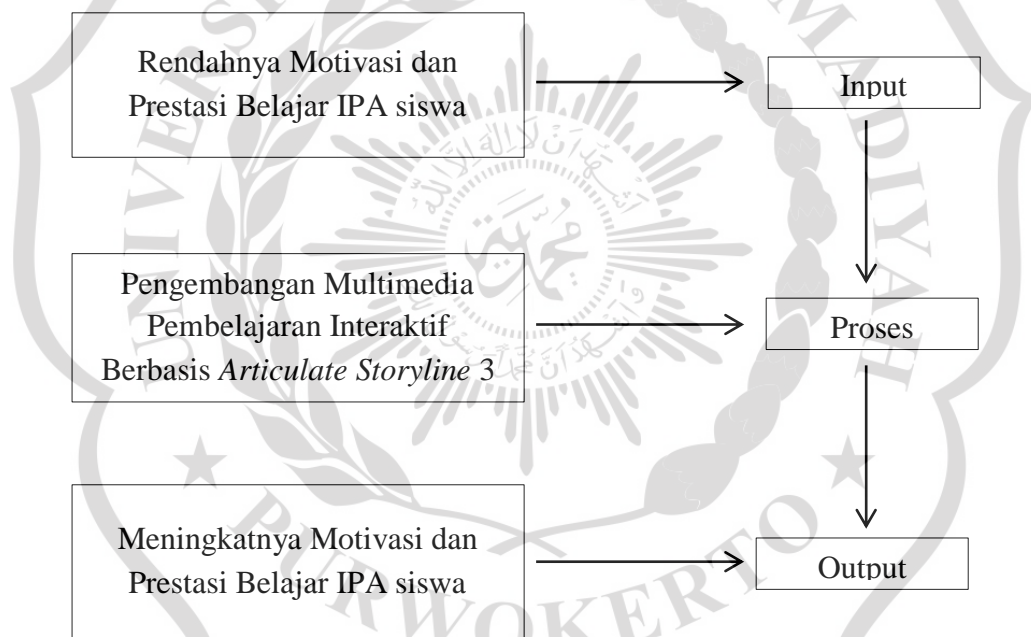 Rendahnya Motivasi dan
Prestasi Belajar IPA siswa
Input
Pengembangan Multimedia
Pembelajaran Interaktif
Berbasis Articulate Storyline 3
Proses
Meningkatnya Motivasi dan
Prestasi Belajar IPA siswa
Output
PURWOKERTO